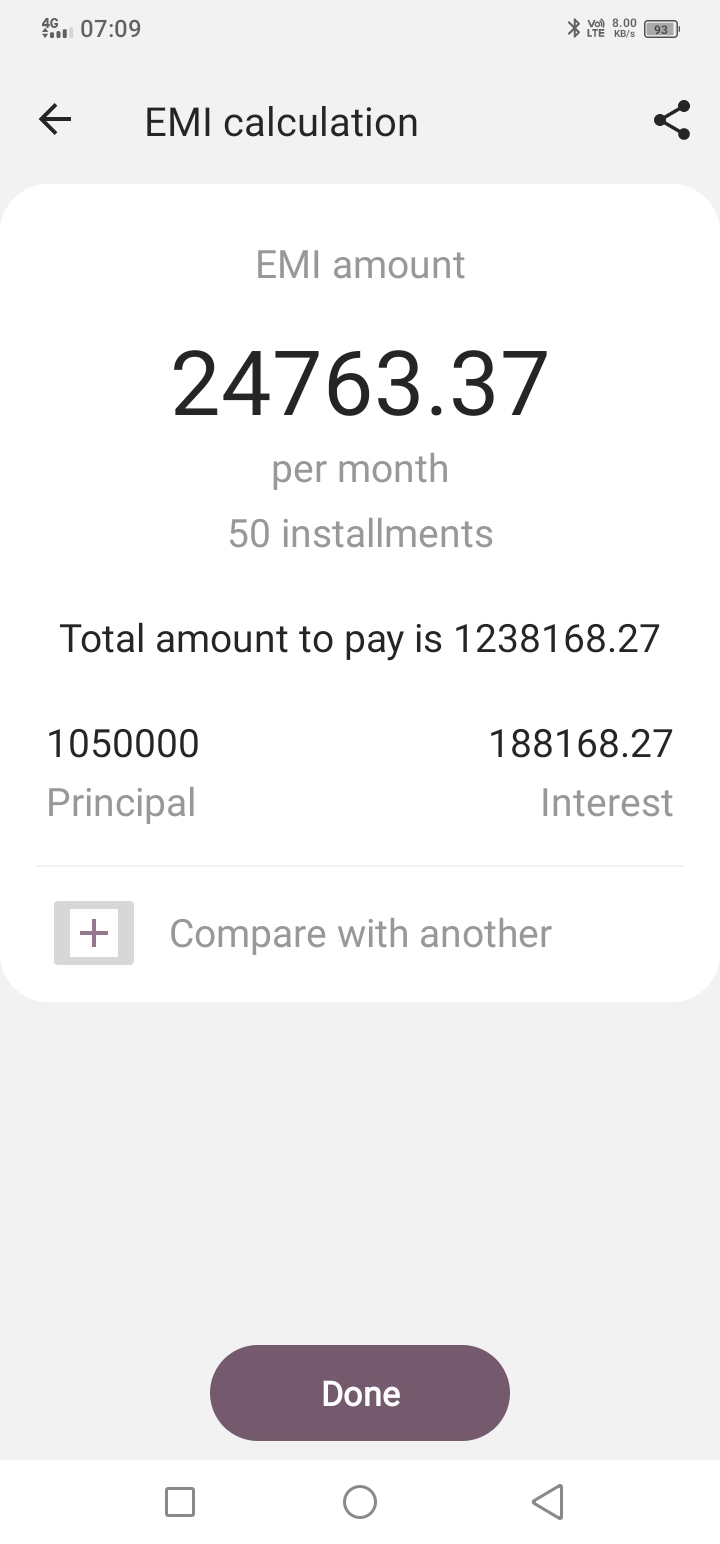 4G 07:09 Vo) LTE 8.00 KB/s 93
EMI calculation
EMI amount
24763.37
per month
50 installments
Total amount to pay is 1238168.27
1050000 188168.27
Principal Interest
Compare with another
Done